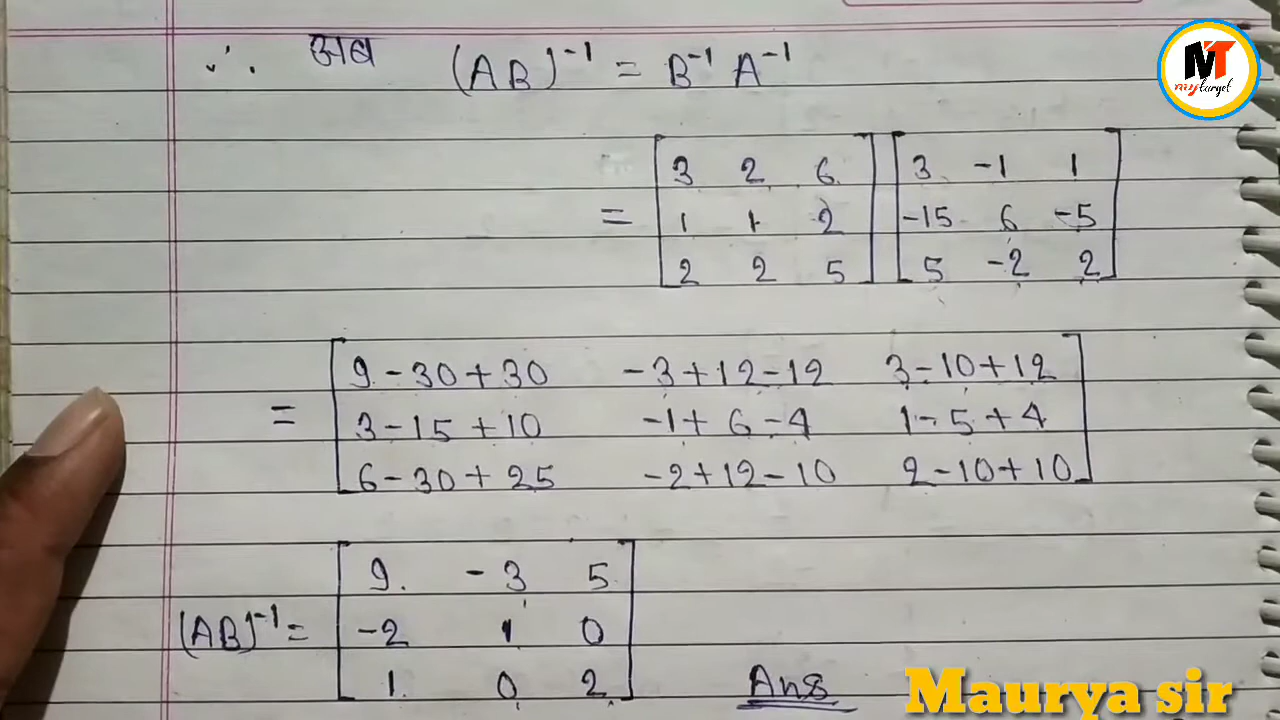 MT
my target
∴ अब (AB)⁻¹ = B⁻¹ A⁻¹
= [3 2 6] [3 -1 1]
[1 1 2] [-15 6 -5]
[2 2 5] [5 -2 2]
= [9-30+30 -3+12-12 3-10+12]
[3-15+10 -1+6-4 1-5+4]
[6-30+25 -2+12-10 2-10+10]
(AB)⁻¹ = [9. -3 5]
[-2 1 0]
[1. 0 2]
Ans
Maurya sir